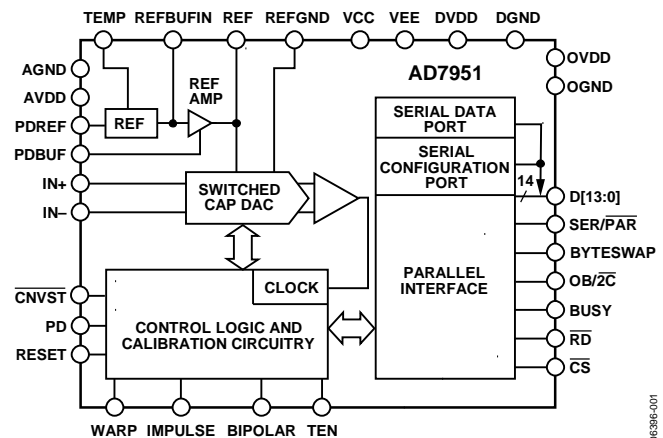 TEMP REFBUFIN REF REFGND VCC VEE DVDD DGND
OVDD
OGND
AGND
AVDD
PDREF
PDBUF
IN+
IN–
CNVST
PD
RESET
REF
REF
AMP
SWITCHED
CAP DAC
CLOCK
CONTROL LOGIC AND
CALIBRATION CIRCUITRY
AD7951
SERIAL DATA
PORT
SERIAL
CONFIGURATION
PORT
14
PARALLEL
INTERFACE
D[13:0]
SER/PAR
BYTESWAP
OB/2C
BUSY
RD
CS
WARP IMPULSE BIPOLAR TEN